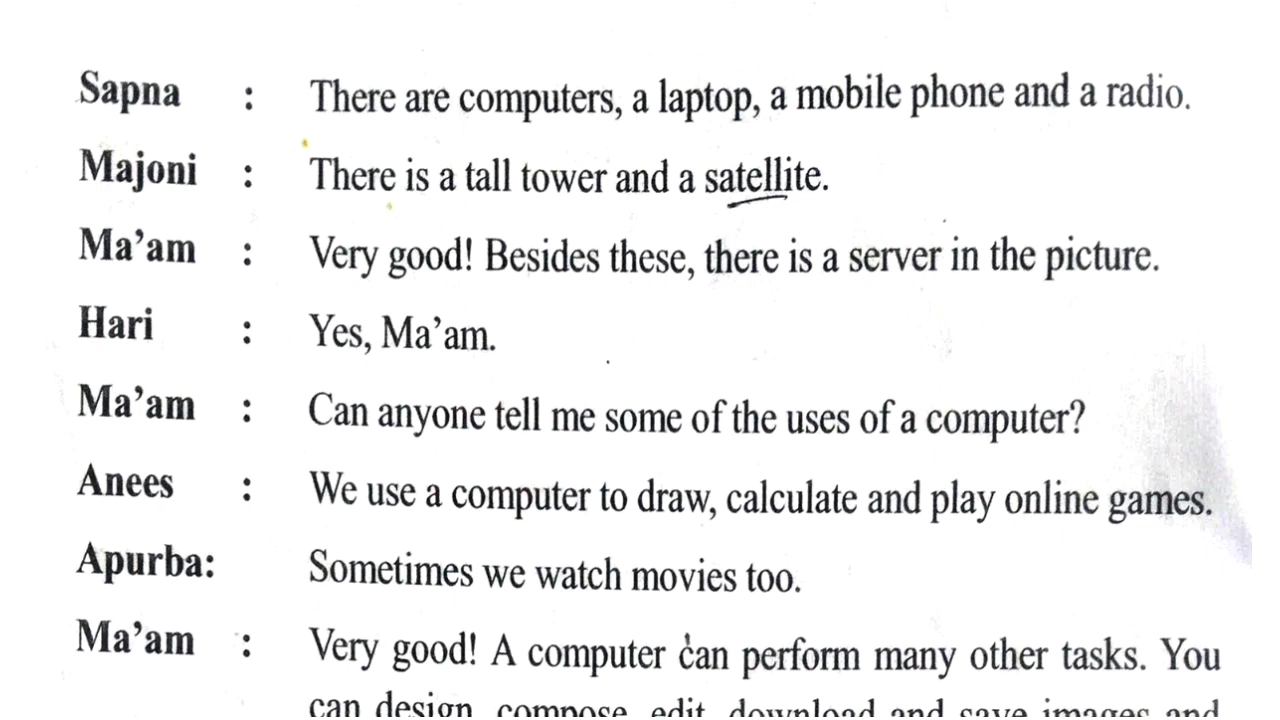 Sapna : There are computers, a laptop, a mobile phone and a radio.
Majoni : There is a tall tower and a satellite.
Ma'am : Very good! Besides these, there is a server in the picture.
Hari : Yes, Ma'am.
Ma'am : Can anyone tell me some of the uses of a computer?
Anees : We use a computer to draw, calculate and play online games.
Apurba: Sometimes we watch movies too.
Ma'am : Very good! A computer can perform many other tasks. You
can design, compose, edit, download and save images and